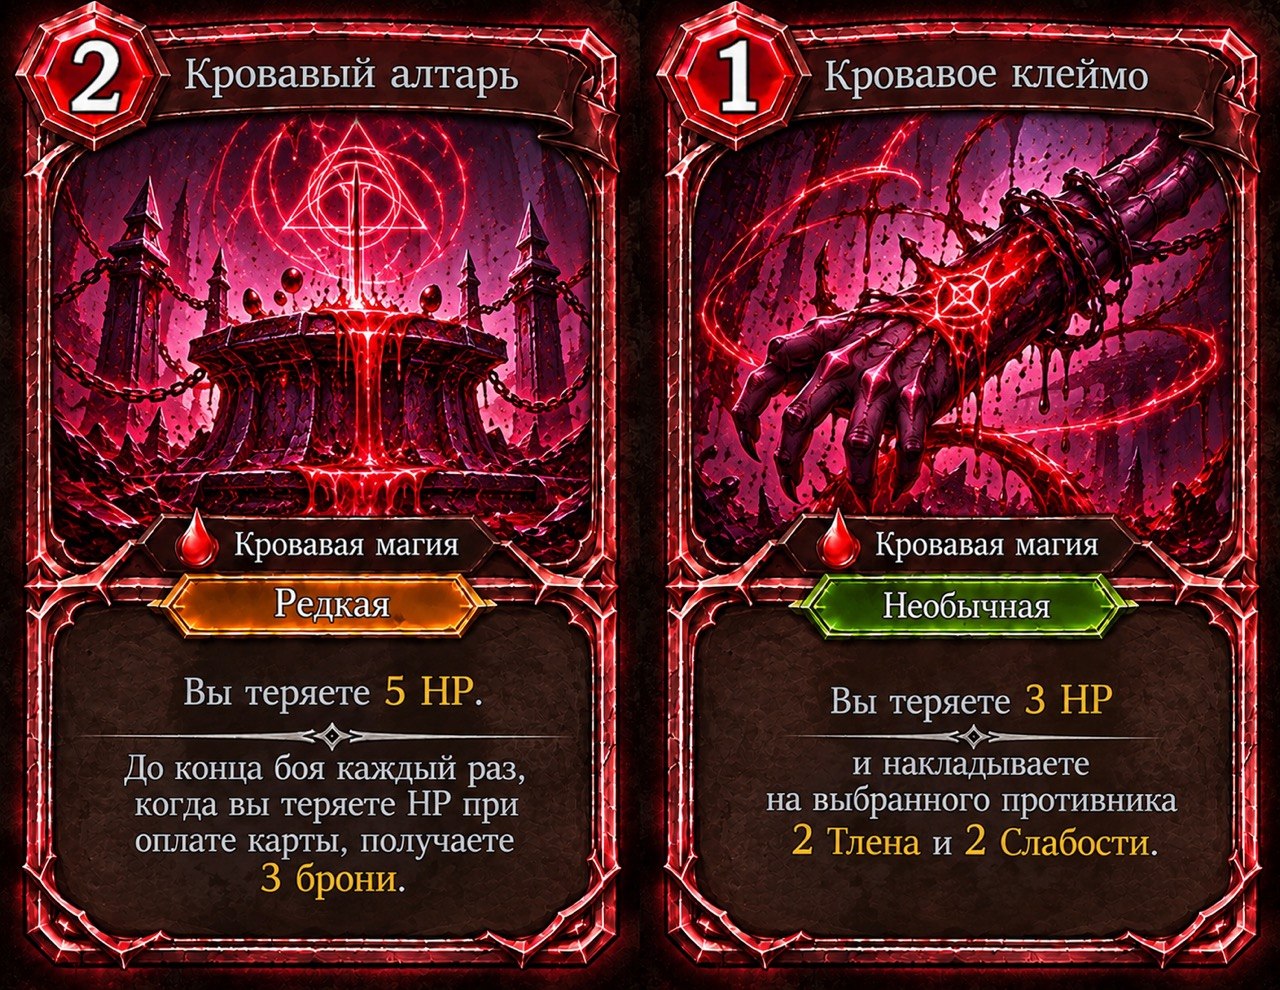 2
Кровавый алтарь
Кровавая магия
Редкая
Вы теряете 5 HP.
До конца боя каждый раз,
когда вы теряете HP при
оплате карты, получаете
3 брони.
1
Кровавое клеймо
Кровавая магия
Необычная
Вы теряете 3 HP
и накладываете
на выбранного противника
2 Тлена и 2 Слабости.